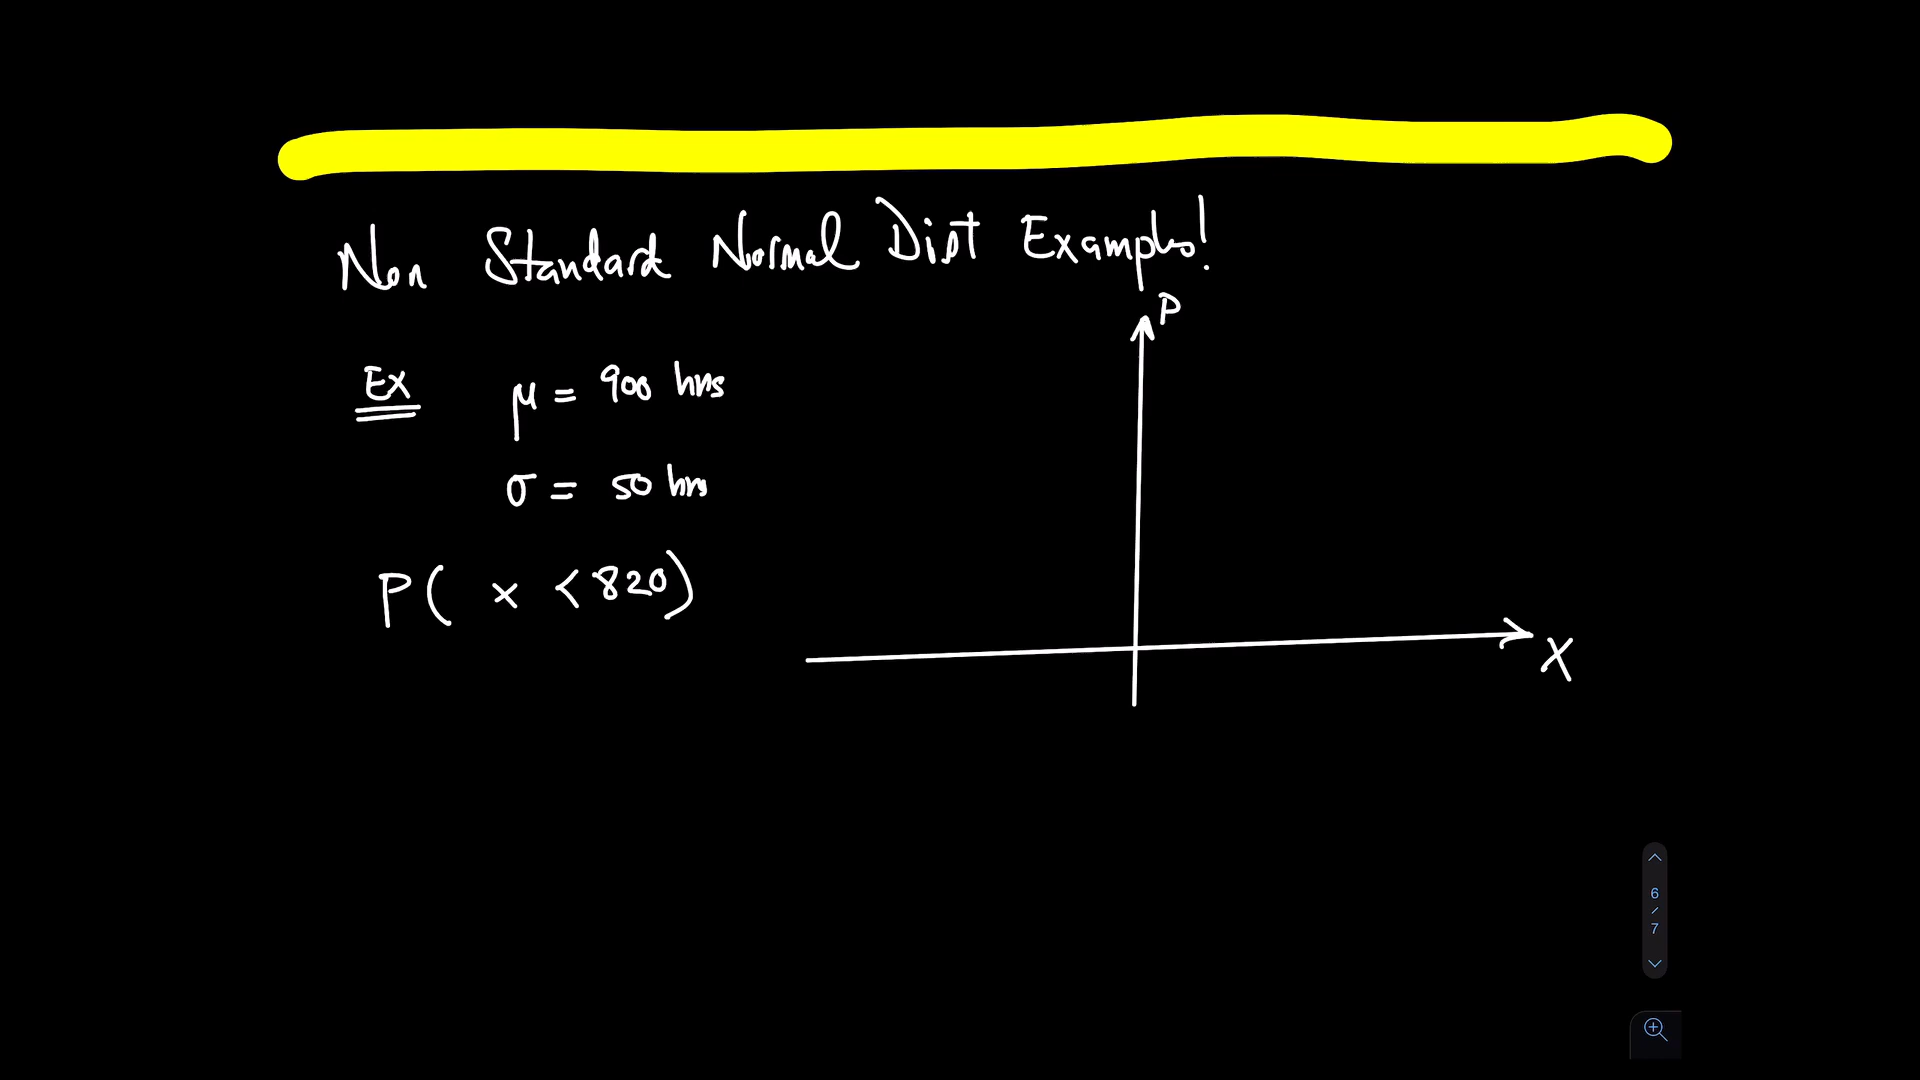 Non Standard Normal Dist Examples!
P
Ex μ = 900 hrs
σ = 50 hrs
P( x < 820)
X
6
/
7